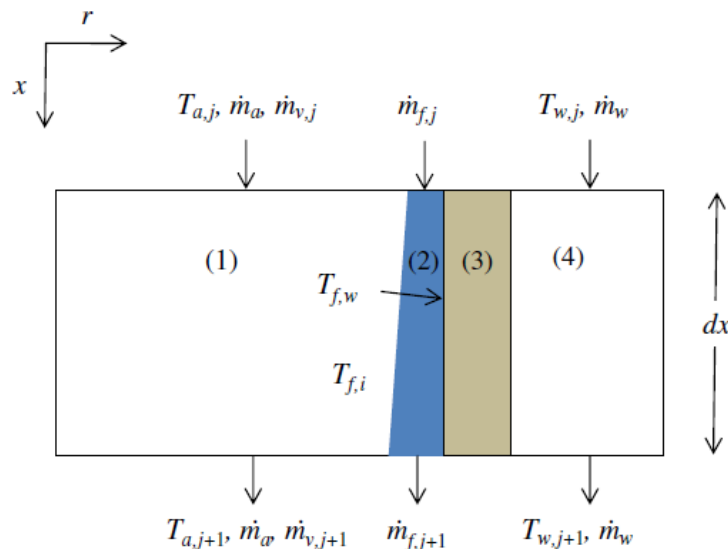 r
x
T_{a,j}, ṁ_a, ṁ_{v,j}
ṁ_{f,j}
T_{w,j}, ṁ_w
(1)
(2)
(3)
(4)
T_{f,w}
dx
T_{f,i}
T_{a,j+1}, ṁ_a, ṁ_{v,j+1}
ṁ_{f,j+1}
T_{w,j+1}, ṁ_w